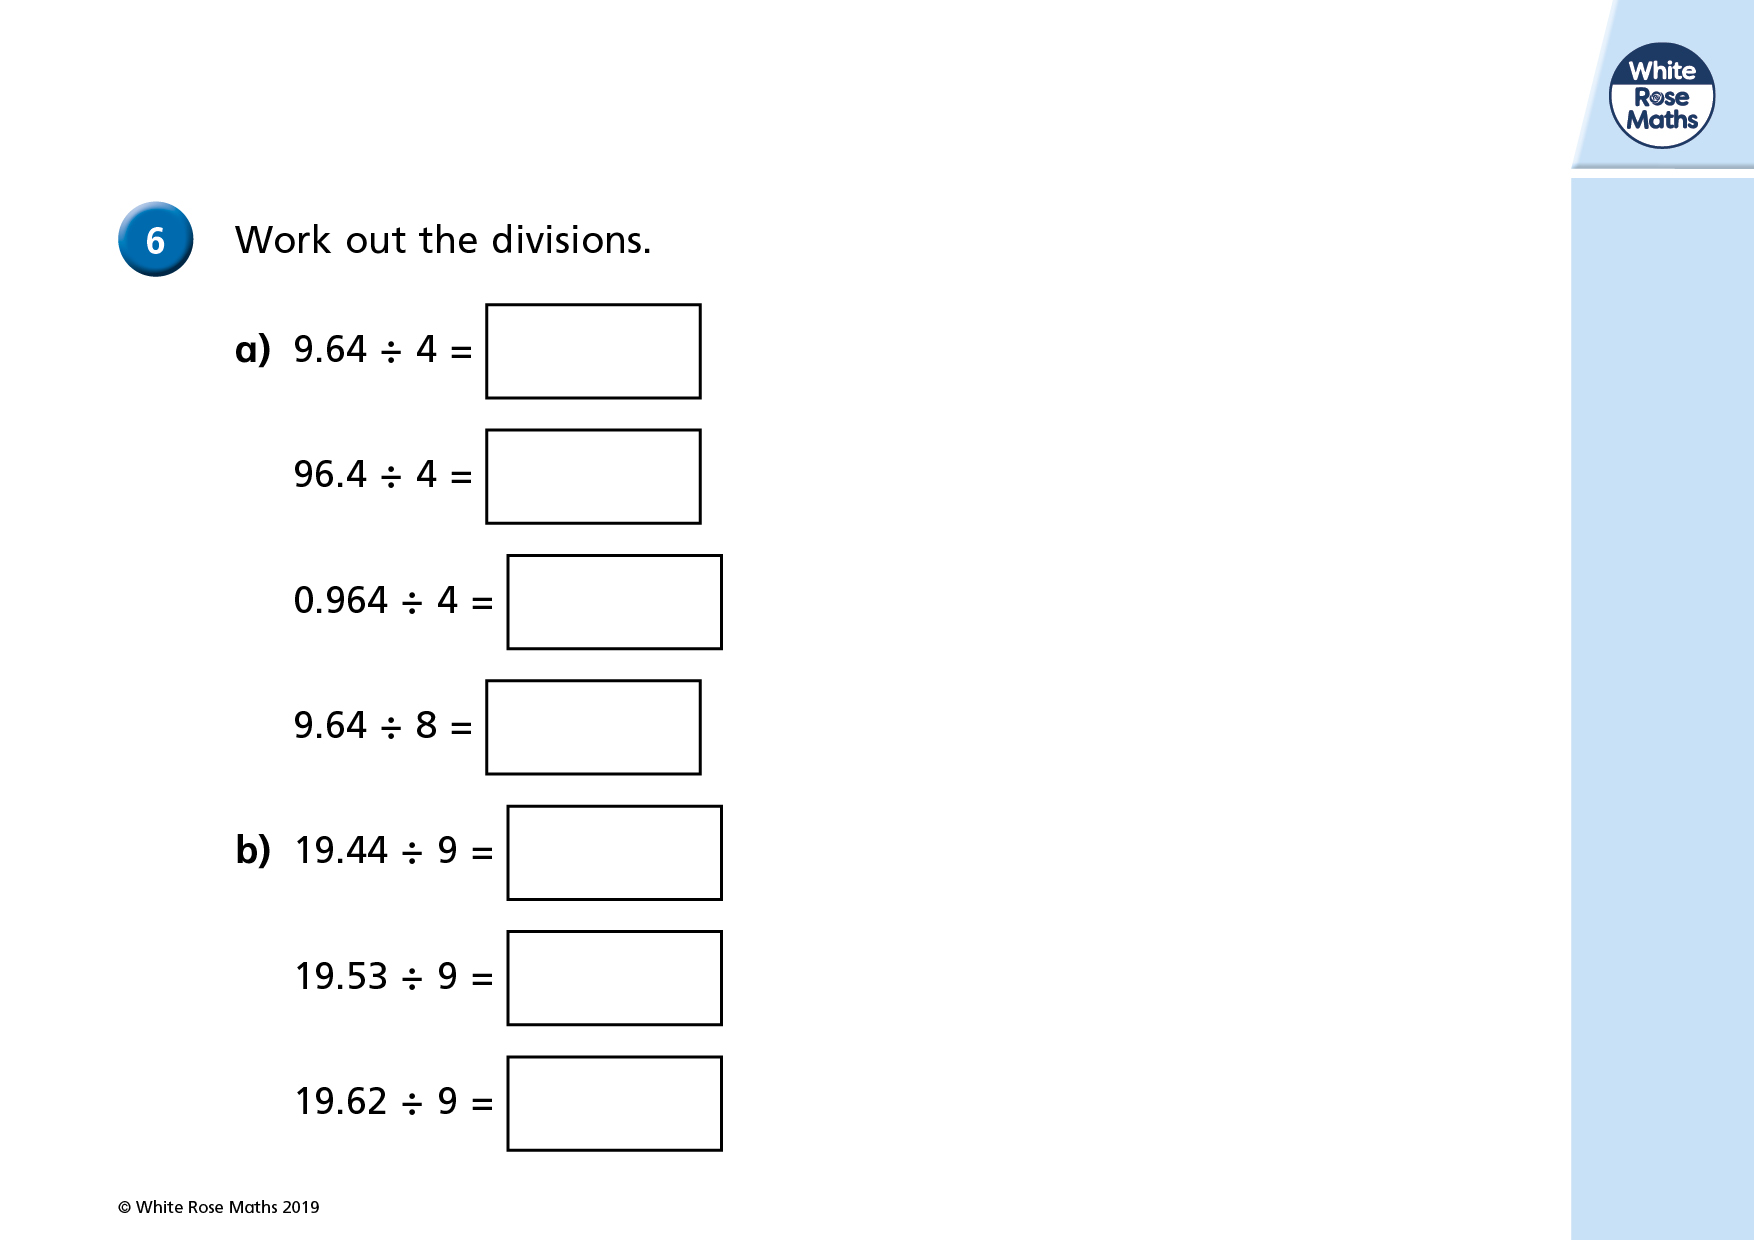 White
Rose
Maths
6 Work out the divisions.
a) 9.64 ÷ 4 =
96.4 ÷ 4 =
0.964 ÷ 4 =
9.64 ÷ 8 =
b) 19.44 ÷ 9 =
19.53 ÷ 9 =
19.62 ÷ 9 =
© White Rose Maths 2019